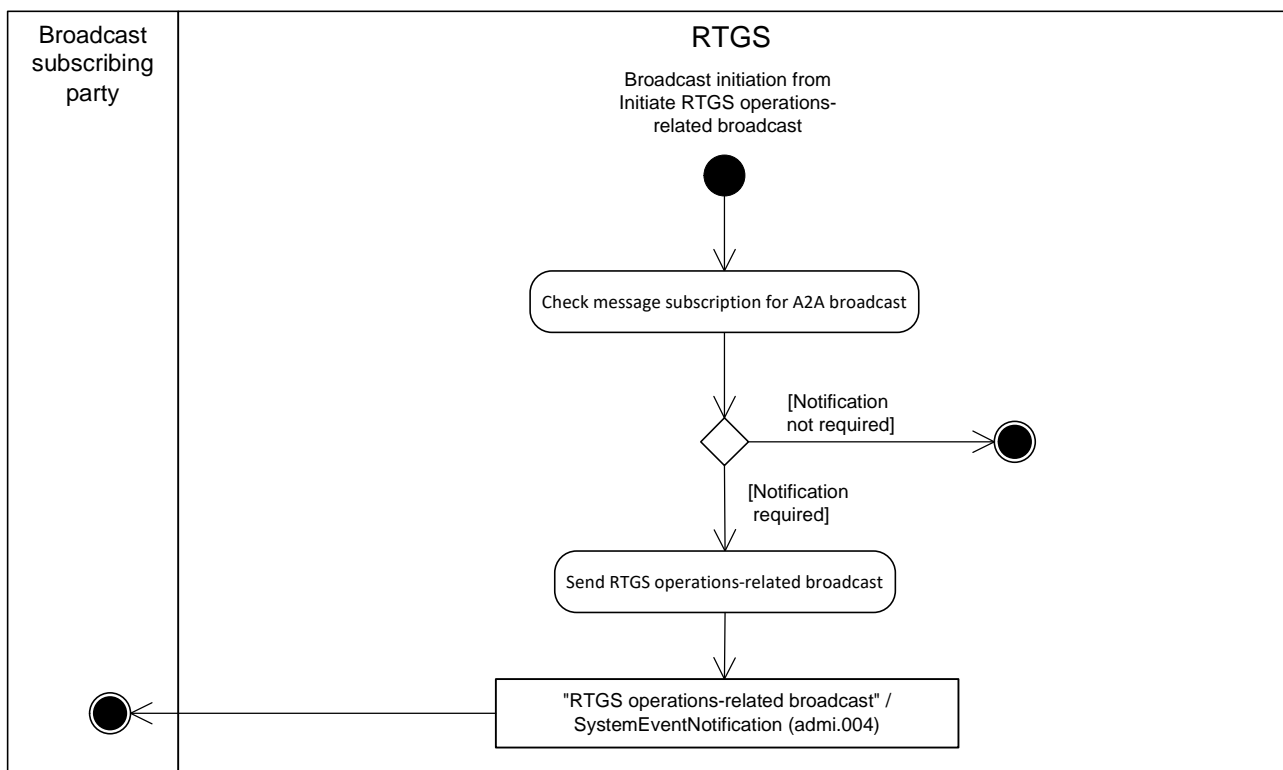 Broadcast
subscribing
party
RTGS
Broadcast initiation from
Initiate RTGS operations-
related broadcast
Check message subscription for A2A broadcast
[Notification
not required]
[Notification
required]
Send RTGS operations-related broadcast
"RTGS operations-related broadcast" /
SystemEventNotification (admi.004)